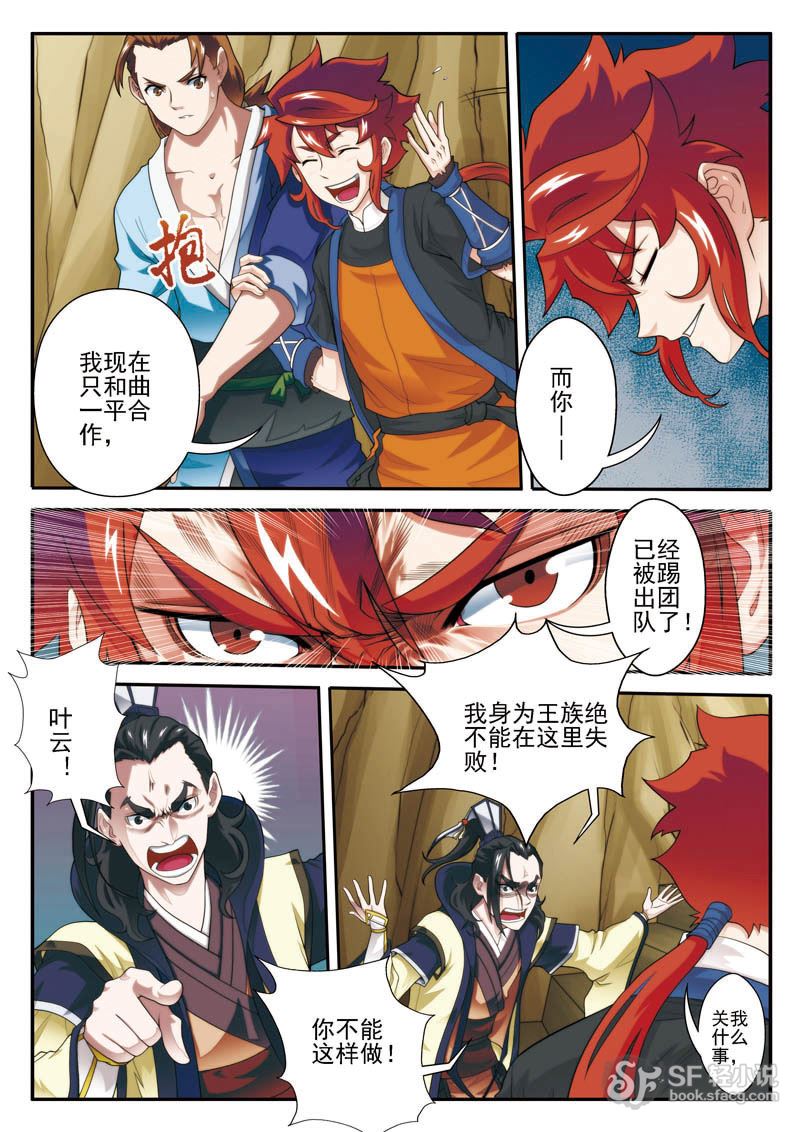 抱
我现在
只和曲
一平合
作，
而你——
已经
被踢
出团
队了！
叶云！
我身为王族绝
不能在这里失
败！
你不能
这样做！
关我
什么
事，
SF 轻小说
book.sfacg.com